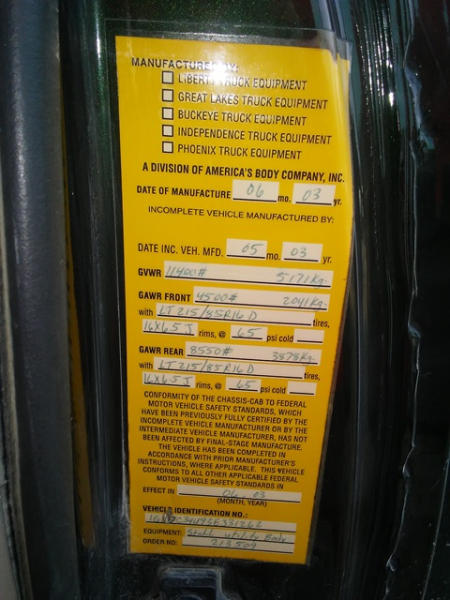 MANUFACTURED BY:
LIBERTY TRUCK EQUIPMENT
GREAT LAKES TRUCK EQUIPMENT
BUCKEYE TRUCK EQUIPMENT
INDEPENDENCE TRUCK EQUIPMENT
PHOENIX TRUCK EQUIPMENT
A DIVISION OF AMERICA'S BODY COMPANY, INC.
DATE OF MANUFACTURE 06 mo. 03 yr.
INCOMPLETE VEHICLE MANUFACTURED BY:
DATE INC. VEH. MFD. 05 mo. 03 yr.
GVWR 11400# 5171Kg.
GAWR FRONT 4500# 2041Kg.
with LT215/85R16D tires,
16X6.5J rims, @ 65 psi cold
GAWR REAR 8550# 3878Kg.
with LT215/85R16D tires,
16X6.5J rims, @ 65 psi cold
CONFORMITY OF THE CHASSIS-CAB TO FEDERAL
MOTOR VEHICLE SAFETY STANDARDS, WHICH
HAVE BEEN PREVIOUSLY FULLY CERTIFIED BY THE
INCOMPLETE VEHICLE MANUFACTURER OR BY THE
INTERMEDIATE VEHICLE MANUFACTURER, HAS NOT
BEEN AFFECTED BY FINAL-STAGE MANUFACTURE.
THE VEHICLE HAS BEEN COMPLETED IN
ACCORDANCE WITH PRIOR MANUFACTURER'S
INSTRUCTIONS, WHERE APPLICABLE. THIS VEHICLE
CONFORMS TO ALL OTHER APPLICABLE FEDERAL
MOTOR VEHICLE SAFETY STANDARDS IN
EFFECT IN 06 03
(MONTH, YEAR)
VEHICLE IDENTIFICATION NO.:
EQUIPMENT: Stahl Utility Body
ORDER NO: 213509